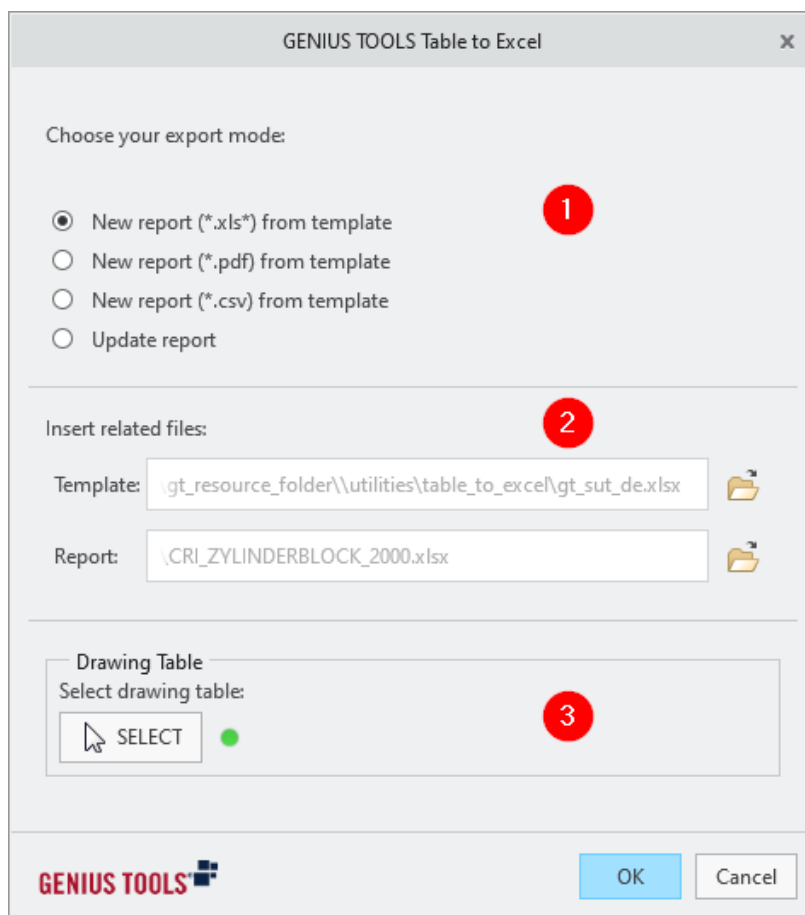 GENIUS TOOLS Table to Excel x
Choose your export mode:
1
New report (*.xls*) from template
New report (*.pdf) from template
New report (*.csv) from template
Update report
Insert related files:
2
Template: \gt_resource_folder\\utilities\table_to_excel\gt_sut_de.xlsx
Report: \CRI_ZYLINDERBLOCK_2000.xlsx
Drawing Table
Select drawing table:
SELECT
3
GENIUS TOOLS
OK Cancel